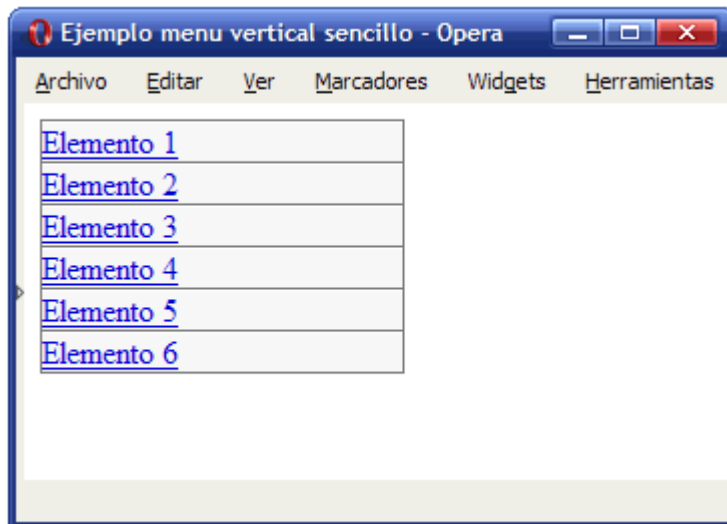 Ejemplo menu vertical sencillo - Opera
Archivo Editar Ver Marcadores Widgets Herramientas
Elemento 1
Elemento 2
Elemento 3
Elemento 4
Elemento 5
Elemento 6